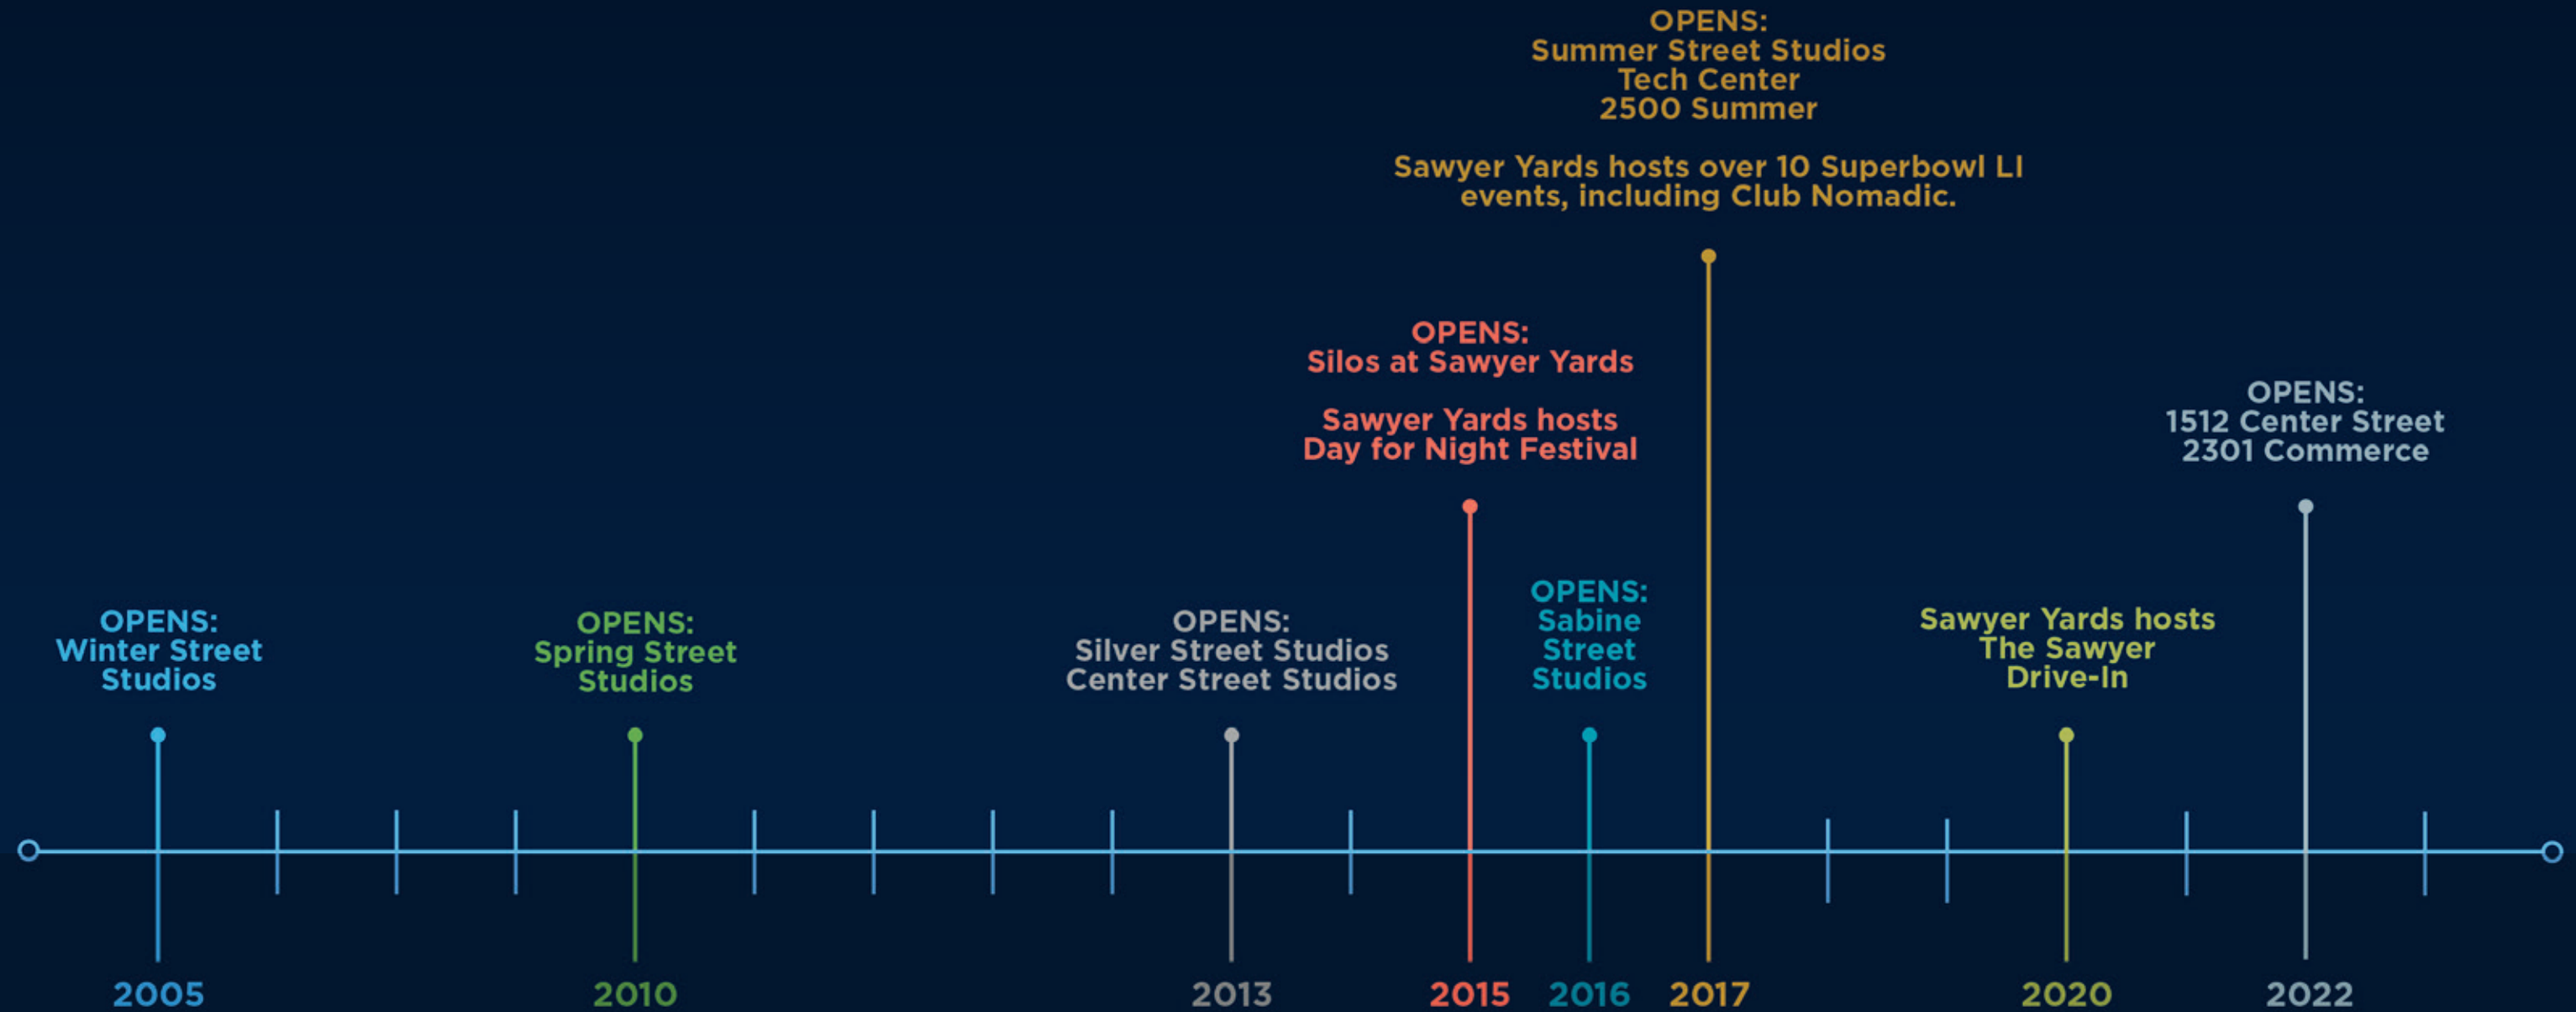 OPENS:
Winter Street
Studios
2005
OPENS:
Spring Street
Studios
2010
OPENS:
Silver Street Studios
Center Street Studios
2013
OPENS:
Silos at Sawyer Yards
Sawyer Yards hosts
Day for Night Festival
2015
OPENS:
Sabine
Street
Studios
2016
OPENS:
Summer Street Studios
Tech Center
2500 Summer
Sawyer Yards hosts over 10 Superbowl LI
events, including Club Nomadic.
2017
Sawyer Yards hosts
The Sawyer
Drive-In
2020
OPENS:
1512 Center Street
2301 Commerce
2022